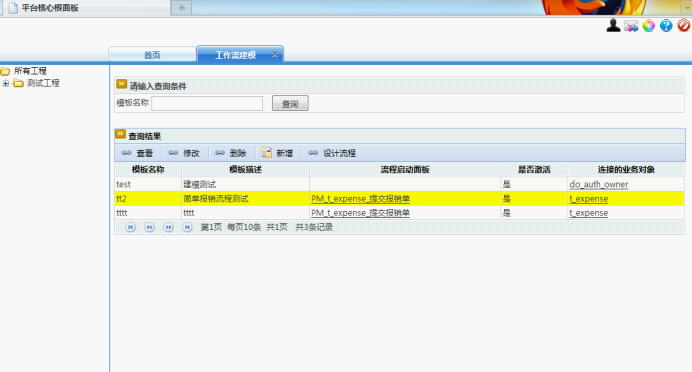 平台核心根面板
首页 工作流建模
所有工程
测试工程
请输入查询条件
模板名称 查询
查询结果
查看 修改 删除 新增 设计流程
模板名称 模板描述 流程启动面板 是否激活 连接的业务对象
test 建模测试 是 do_auth_owner
tt2 简单报销流程测试 PM_t_expense_提交报销单 是 t_expense
tttt tttt PM_t_expense_提交报销单 是 t_expense
第1页 每页10条 共1页 共3条记录